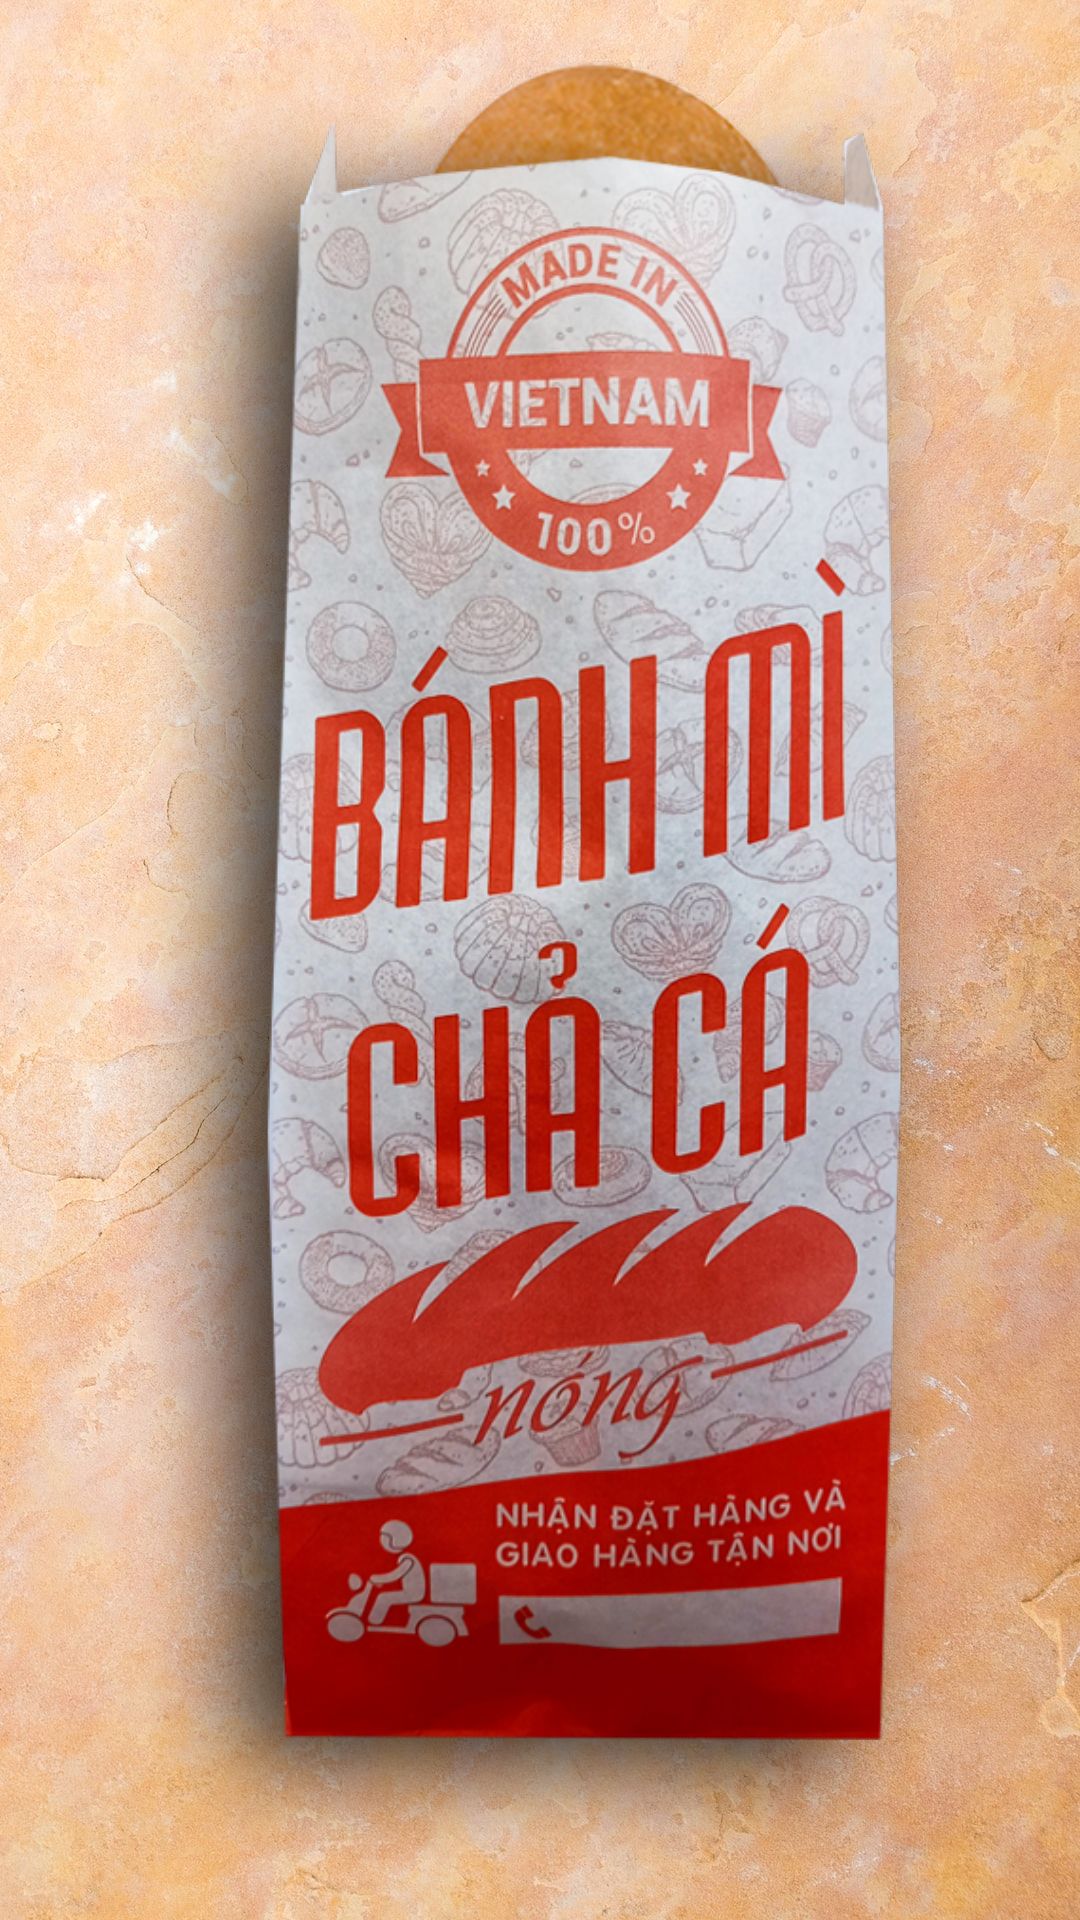 MADE IN
VIETNAM
100%
BÁNH MÌ
CHẢ CÁ
nóng
NHẬN ĐẶT HÀNG VÀ
GIAO HÀNG TẬN NƠI